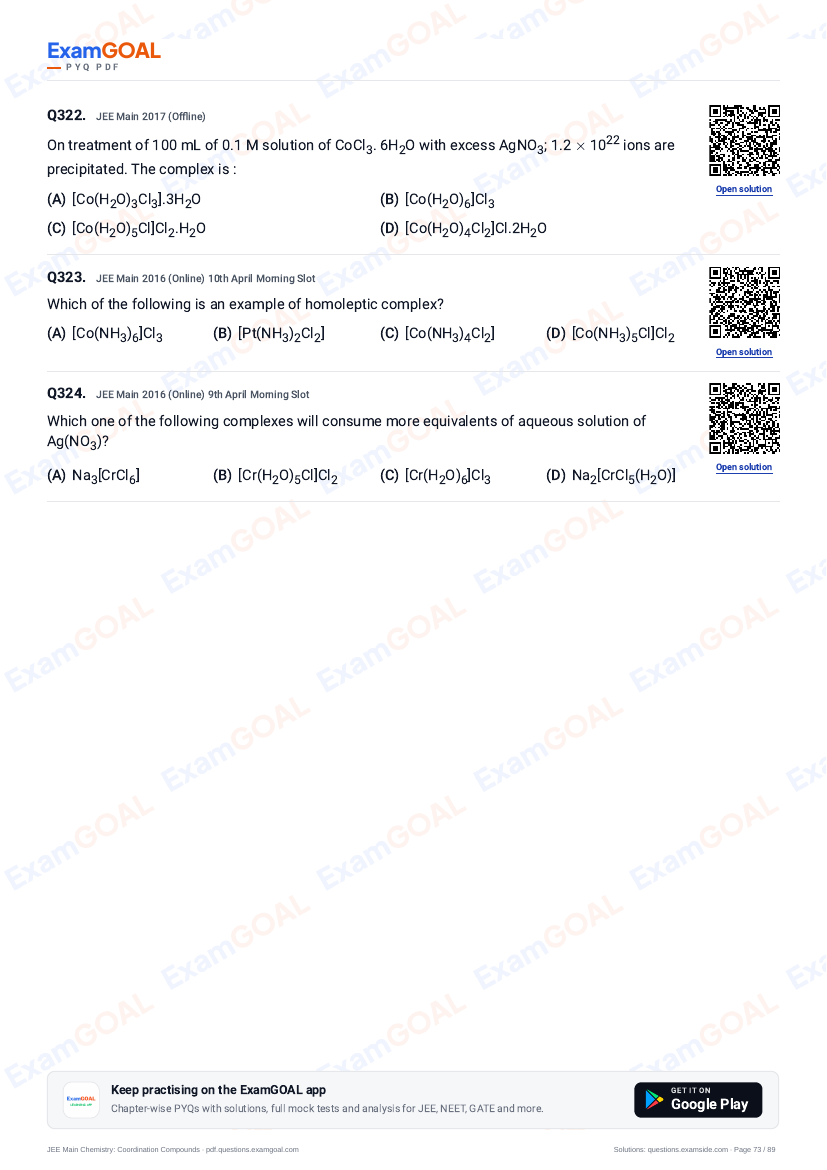 ExamGOAL
PYQ PDF
Q322. JEE Main 2017 (Offline)
On treatment of 100 mL of 0.1 M solution of CoCl₃. 6H₂O with excess AgNO₃; 1.2 × 10²² ions are
precipitated. The complex is :
(A) [Co(H₂O)₃Cl₃].3H₂O (B) [Co(H₂O)₆]Cl₃
(C) [Co(H₂O)₅Cl]Cl₂.H₂O (D) [Co(H₂O)₄Cl₂]Cl.2H₂O
Open solution
Q323. JEE Main 2016 (Online) 10th April Morning Slot
Which of the following is an example of homoleptic complex?
(A) [Co(NH₃)₆]Cl₃ (B) [Pt(NH₃)₂Cl₂] (C) [Co(NH₃)₄Cl₂] (D) [Co(NH₃)₅Cl]Cl₂
Open solution
Q324. JEE Main 2016 (Online) 9th April Morning Slot
Which one of the following complexes will consume more equivalents of aqueous solution of
Ag(NO₃)?
(A) Na₃[CrCl₆] (B) [Cr(H₂O)₅Cl]Cl₂ (C) [Cr(H₂O)₆]Cl₃ (D) Na₂[CrCl₅(H₂O)]
Open solution
ExamGOAL
Keep practising on the ExamGOAL app
Chapter-wise PYQs with solutions, full mock tests and analysis for JEE, NEET, GATE and more.
GET IT ON
Google Play
JEE Main Chemistry: Coordination Compounds · pdf.questions.examgoal.com
Solutions: questions.examside.com · Page 73 / 89